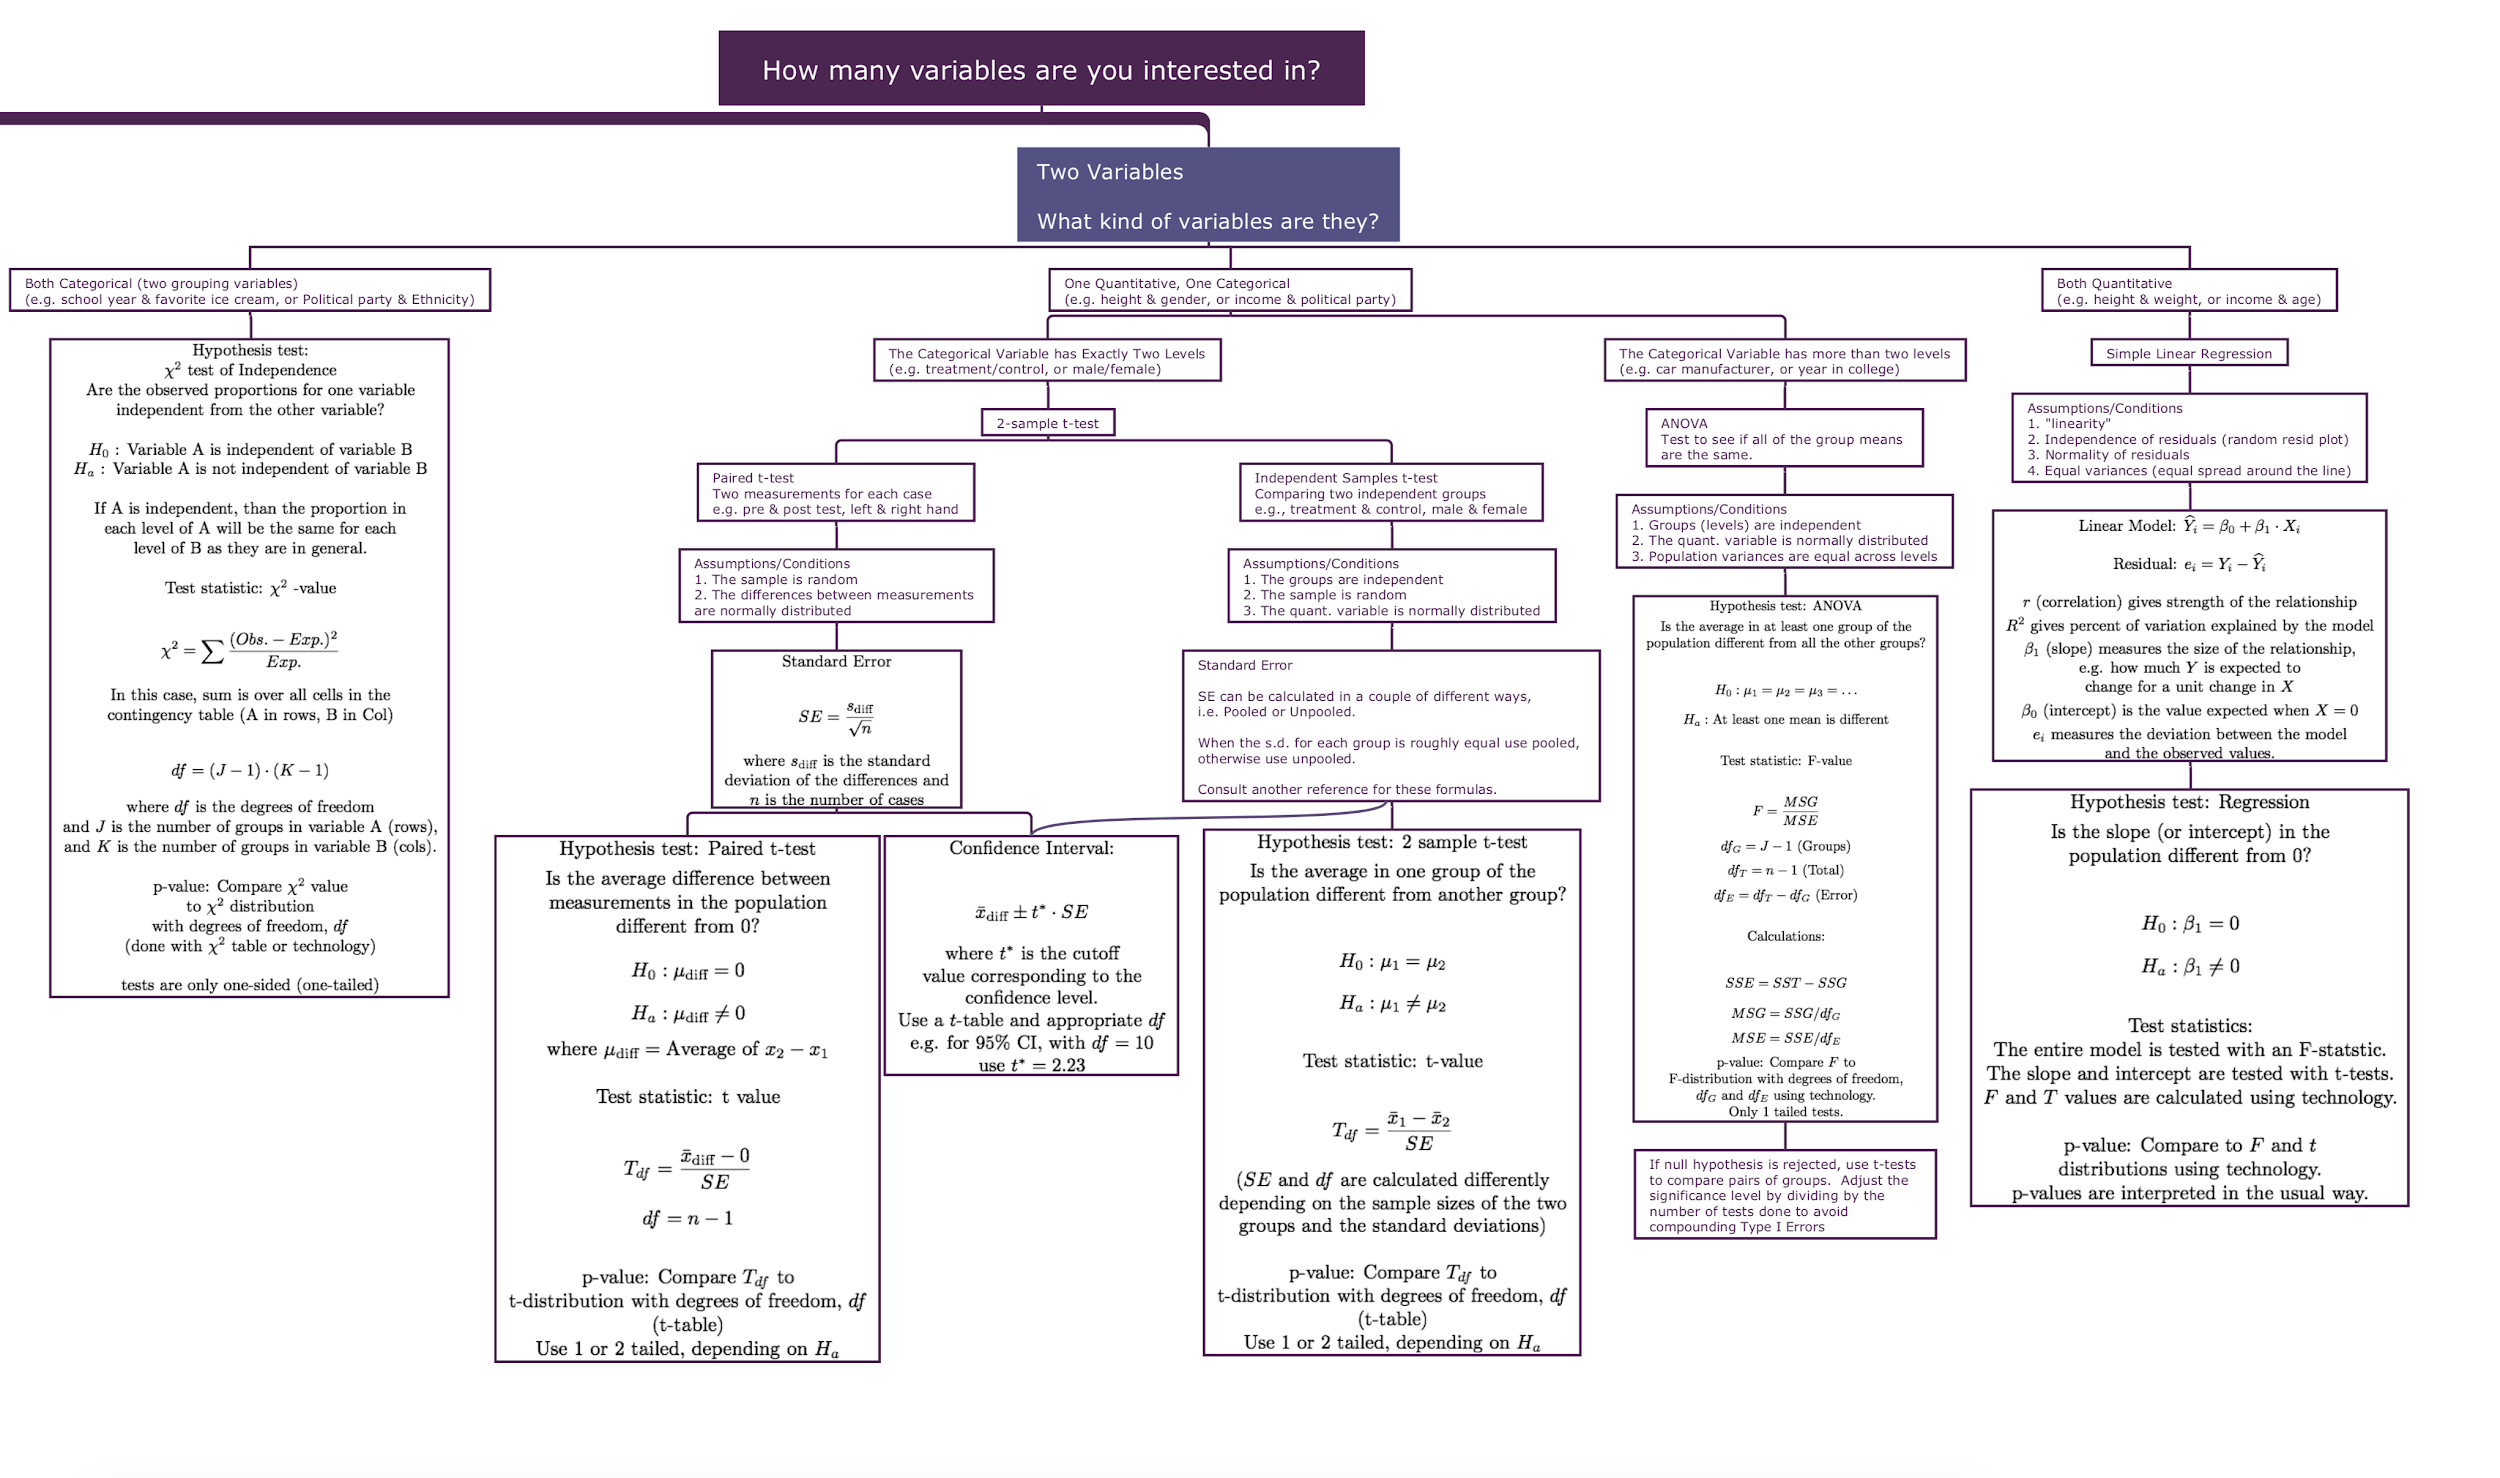 How many variables are you interested in?
Two Variables
What kind of variables are they?
Both Categorical (two grouping variables)
(e.g. school year & favorite ice cream, or Political party & Ethnicity)
Hypothesis test:
χ² test of Independence
Are the observed proportions for one variable
independent from the other variable?
H₀ : Variable A is independent of variable B
Hₐ : Variable A is not independent of variable B
If A is independent, than the proportion in
each level of A will be the same for each
level of B as they are in general.
Test statistic: χ² -value
χ² = ∑ (Obs. − Exp.)² / Exp.
In this case, sum is over all cells in the
contingency table (A in rows, B in Col)
df = (J − 1) · (K − 1)
where df is the degrees of freedom
and J is the number of groups in variable A (rows),
and K is the number of groups in variable B (cols).
p-value: Compare χ² value
to χ² distribution
with degrees of freedom, df
(done with χ² table or technology)
tests are only one-sided (one-tailed)
One Quantitative, One Categorical
(e.g. height & gender, or income & political party)
The Categorical Variable has Exactly Two Levels
(e.g. treatment/control, or male/female)
2-sample t-test
Paired t-test
Two measurements for each case
e.g. pre & post test, left & right hand
Assumptions/Conditions
1. The sample is random
2. The differences between measurements
are normally distributed
Standard Error
SE = s_diff / √n
where s_diff is the standard
deviation of the differences and
n is the number of cases
Hypothesis test: Paired t-test
Is the average difference between
measurements in the population
different from 0?
H₀ : μ_diff = 0
Hₐ : μ_diff ≠ 0
where μ_diff = Average of x₂ − x₁
Test statistic: t value
T_df = (x̄_diff − 0) / SE
df = n − 1
p-value: Compare T_df to
t-distribution with degrees of freedom, df
(t-table)
Use 1 or 2 tailed, depending on Hₐ
Confidence Interval:
x̄_diff ± t* · SE
where t* is the cutoff
value corresponding to the
confidence level.
Use a t-table and appropriate df
e.g. for 95% CI, with df = 10
use t* = 2.23
Independent Samples t-test
Comparing two independent groups
e.g., treatment & control, male & female
Assumptions/Conditions
1. The groups are independent
2. The sample is random
3. The quant. variable is normally distributed
Standard Error
SE can be calculated in a couple of different ways,
i.e. Pooled or Unpooled.
When the s.d. for each group is roughly equal use pooled,
otherwise use unpooled.
Consult another reference for these formulas.
Hypothesis test: 2 sample t-test
Is the average in one group of the
population different from another group?
H₀ : μ₁ = μ₂
Hₐ : μ₁ ≠ μ₂
Test statistic: t-value
T_df = (x̄₁ − x̄₂) / SE
(SE and df are calculated differently
depending on the sample sizes of the two
groups and the standard deviations)
p-value: Compare T_df to
t-distribution with degrees of freedom, df
(t-table)
Use 1 or 2 tailed, depending on Hₐ
The Categorical Variable has more than two levels
(e.g. car manufacturer, or year in college)
ANOVA
Test to see if all of the group means
are the same.
Assumptions/Conditions
1. Groups (levels) are independent
2. The quant. variable is normally distributed
3. Population variances are equal across levels
Hypothesis test: ANOVA
Is the average in at least one group of the
population different from all the other groups?
H₀ : μ₁ = μ₂ = μ₃ = . . .
Hₐ : At least one mean is different
Test statistic: F-value
F = MSG / MSE
df_G = J − 1 (Groups)
df_T = n − 1 (Total)
df_E = df_T − df_G (Error)
Calculations:
SSE = SST − SSG
MSG = SSG/df_G
MSE = SSE/df_E
p-value: Compare F to
F-distribution with degrees of freedom,
df_G and df_E using technology.
Only 1 tailed tests.
If null hypothesis is rejected, use t-tests
to compare pairs of groups. Adjust the
significance level by dividing by the
number of tests done to avoid
compounding Type I Errors
Both Quantitative
(e.g. height & weight, or income & age)
Simple Linear Regression
Assumptions/Conditions
1. "linearity"
2. Independence of residuals (random resid plot)
3. Normality of residuals
4. Equal variances (equal spread around the line)
Linear Model: Ŷᵢ = β₀ + β₁ · Xᵢ
Residual: eᵢ = Yᵢ − Ŷᵢ
r (correlation) gives strength of the relationship
R² gives percent of variation explained by the model
β₁ (slope) measures the size of the relationship,
e.g. how much Y is expected to
change for a unit change in X
β₀ (intercept) is the value expected when X = 0
eᵢ measures the deviation between the model
and the observed values.
Hypothesis test: Regression
Is the slope (or intercept) in the
population different from 0?
H₀ : β₁ = 0
Hₐ : β₁ ≠ 0
Test statistics:
The entire model is tested with an F-statstic.
The slope and intercept are tested with t-tests.
F and T values are calculated using technology.
p-value: Compare to F and t
distributions using technology.
p-values are interpreted in the usual way.